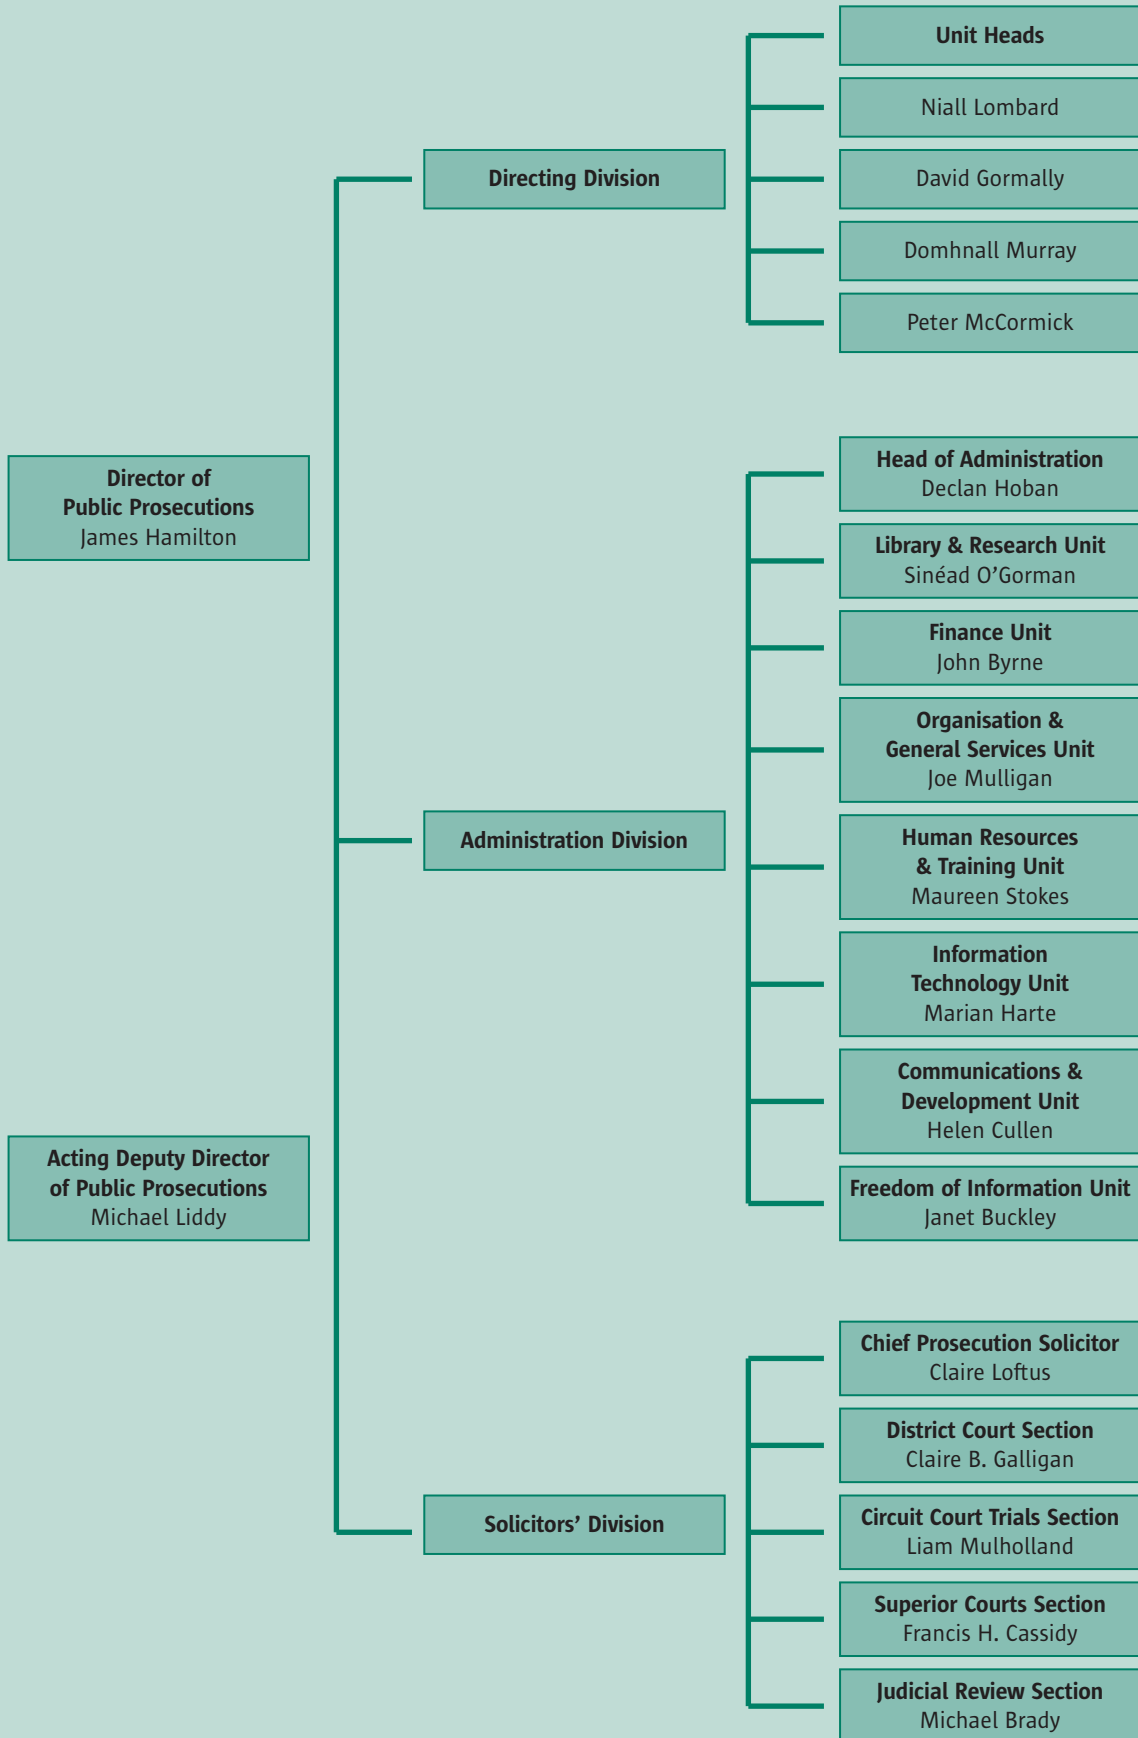 Director of
Public Prosecutions
James Hamilton
Acting Deputy Director
of Public Prosecutions
Michael Liddy
Directing Division
Unit Heads
Niall Lombard
David Gormally
Domhnall Murray
Peter McCormick
Administration Division
Head of Administration
Declan Hoban
Library & Research Unit
Sinéad O’Gorman
Finance Unit
John Byrne
Organisation &
General Services Unit
Joe Mulligan
Human Resources
& Training Unit
Maureen Stokes
Information
Technology Unit
Marian Harte
Communications &
Development Unit
Helen Cullen
Freedom of Information Unit
Janet Buckley
Solicitors’ Division
Chief Prosecution Solicitor
Claire Loftus
District Court Section
Claire B. Galligan
Circuit Court Trials Section
Liam Mulholland
Superior Courts Section
Francis H. Cassidy
Judicial Review Section
Michael Brady